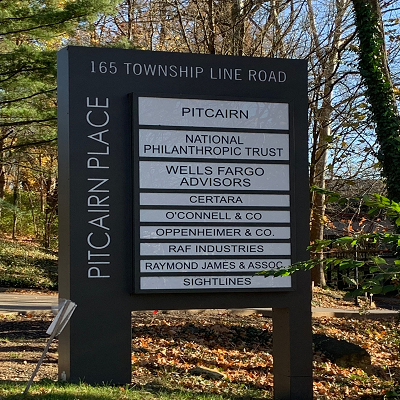 165 TOWNSHIP LINE ROAD
PITCAIRN PLACE
PITCAIRN
NATIONAL
PHILANTHROPIC TRUST
WELLS FARGO
ADVISORS
CERTARA
O'CONNELL & CO
OPPENHEIMER & CO.
RAF INDUSTRIES
RAYMOND JAMES & ASSOC.
SIGHTLINES